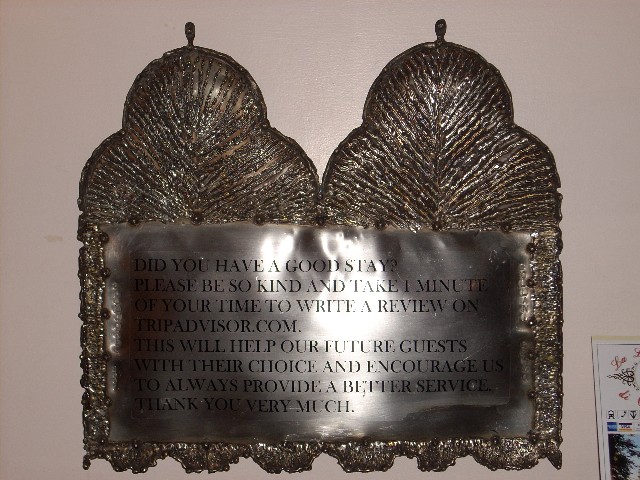 DID YOU HAVE A GOOD STAY?
PLEASE BE SO KIND AND TAKE 1 MINUTE
OF YOUR TIME TO WRITE A REVIEW ON
TRIPADVISOR.COM.
THIS WILL HELP OUR FUTURE GUESTS
WITH THEIR CHOICE AND ENCOURAGE US
TO ALWAYS PROVIDE A BETTER SERVICE.
THANK YOU VERY MUCH.